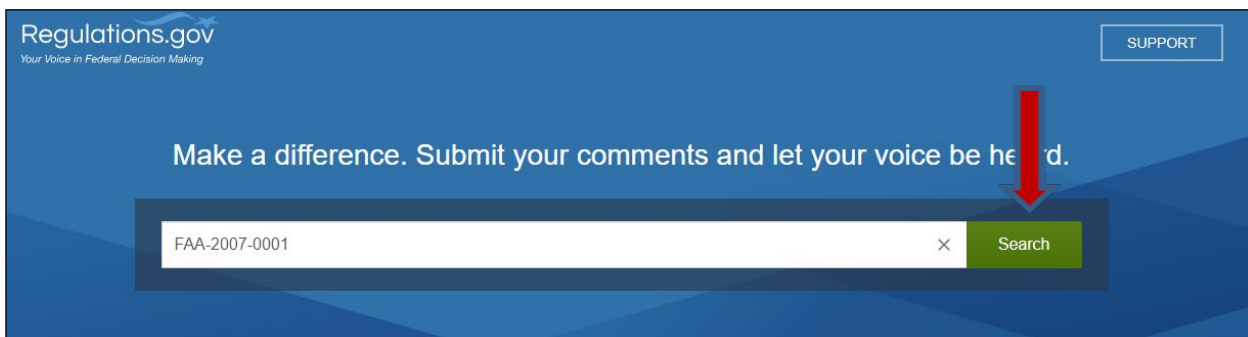 Regulations.gov
Your Voice in Federal Decision Making
SUPPORT
Make a difference. Submit your comments and let your voice be he rd.
FAA-2007-0001 × Search